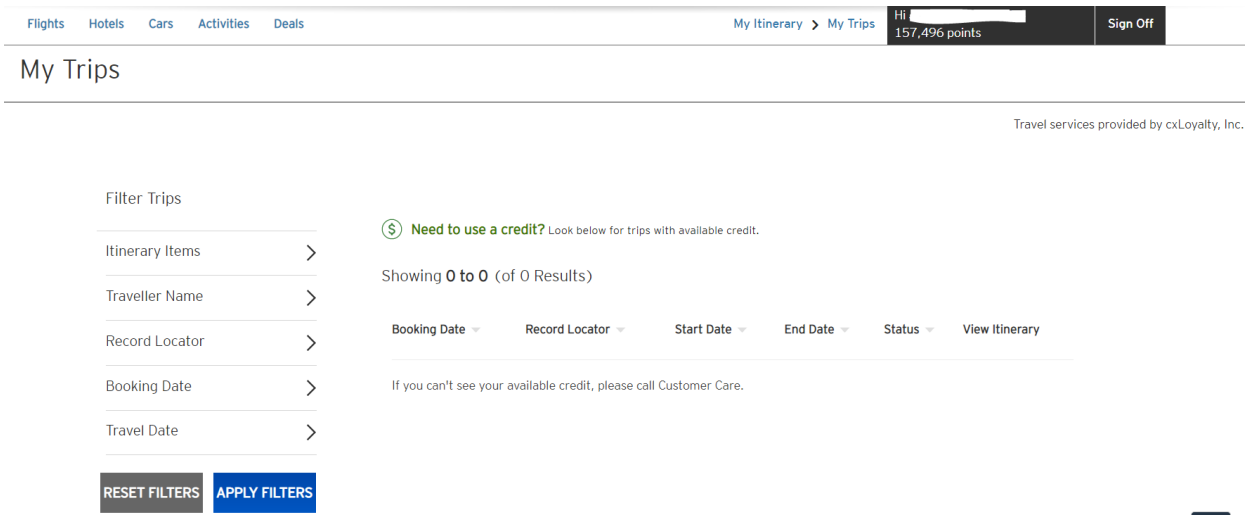 Flights Hotels Cars Activities Deals My Itinerary > My Trips Hi
157,496 points Sign Off
My Trips
Travel services provided by cxLoyalty, Inc.
Filter Trips
Itinerary Items
Traveller Name
Record Locator
Booking Date
Travel Date
RESET FILTERS APPLY FILTERS
$ Need to use a credit? Look below for trips with available credit.
Showing 0 to 0 (of 0 Results)
Booking Date Record Locator Start Date End Date Status View Itinerary
If you can't see your available credit, please call Customer Care.